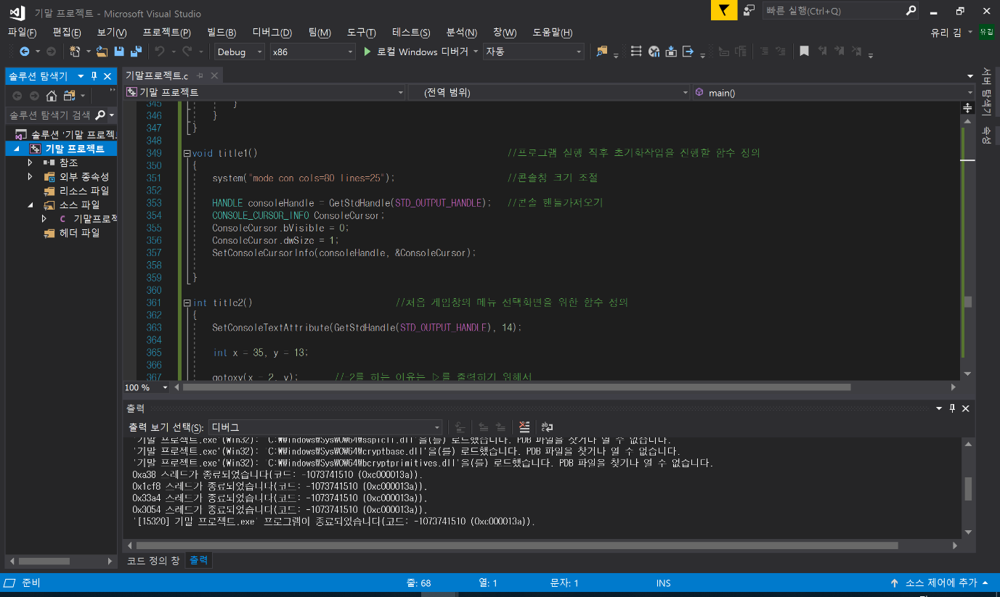 기말 프로젝트 - Microsoft Visual Studio
빠른 실행(Ctrl+Q)
파일(F) 편집(E) 보기(V) 프로젝트(P) 빌드(B) 디버그(D) 팀(M) 도구(T) 테스트(S) 분석(N) 창(W) 도움말(H)
유리 김 유김
Debug x86 로컬 Windows 디버거 자동
솔루션 탐색기
기말프로젝트.c
서버 탐색기
속성
기말 프로젝트 (전역 범위) main()
솔루션 탐색기 검색
솔루션 '기말 프로젝
기말 프로젝트
참조
외부 종속성
리소스 파일
소스 파일
C 기말프로젝
헤더 파일
345 }
346 }
347 }
348
349 void title1() //프로그램 실행 직후 초기화작업을 진행할 함수 정의
350 {
351 system("mode con cols=80 lines=25"); //콘솔창 크기 조절
352
353 HANDLE consoleHandle = GetStdHandle(STD_OUTPUT_HANDLE); //콘솔 핸들가져오기
354 CONSOLE_CURSOR_INFO ConsoleCursor;
355 ConsoleCursor.bVisible = 0;
356 ConsoleCursor.dwSize = 1;
357 SetConsoleCursorInfo(consoleHandle, &ConsoleCursor);
358
359 }
360
361 int title2() //처음 게임창의 메뉴 선택화면을 위한 함수 정의
362 {
363 SetConsoleTextAttribute(GetStdHandle(STD_OUTPUT_HANDLE), 14);
364
365 int x = 35, y = 13;
366
367 gotoxy(x - 2, y); //-2를 하는 이유는 ▷를 출력하기 위해서
100 %
출력
출력 보기 선택(S): 디버그
'기말 프로젝트.exe'(Win32): 'C:\Windows\SysWOW64\sspicli.dll'을(를) 로드했습니다. PDB 파일을 찾거나 열 수 없습니다.
'기말 프로젝트.exe'(Win32): 'C:\Windows\SysWOW64\cryptbase.dll'을(를) 로드했습니다. PDB 파일을 찾거나 열 수 없습니다.
'기말 프로젝트.exe'(Win32): 'C:\Windows\SysWOW64\bcryptprimitives.dll'을(를) 로드했습니다. PDB 파일을 찾거나 열 수 없습니다.
0xa38 스레드가 종료되었습니다(코드: -1073741510 (0xc000013a)).
0x1cf8 스레드가 종료되었습니다(코드: -1073741510 (0xc000013a)).
0x33a4 스레드가 종료되었습니다(코드: -1073741510 (0xc000013a)).
0x3054 스레드가 종료되었습니다(코드: -1073741510 (0xc000013a)).
'[15320] 기말 프로젝트.exe' 프로그램이 종료되었습니다(코드: -1073741510 (0xc000013a)).
코드 정의 창 출력
준비 줄: 68 열: 1 문자: 1 INS 소스 제어에 추가